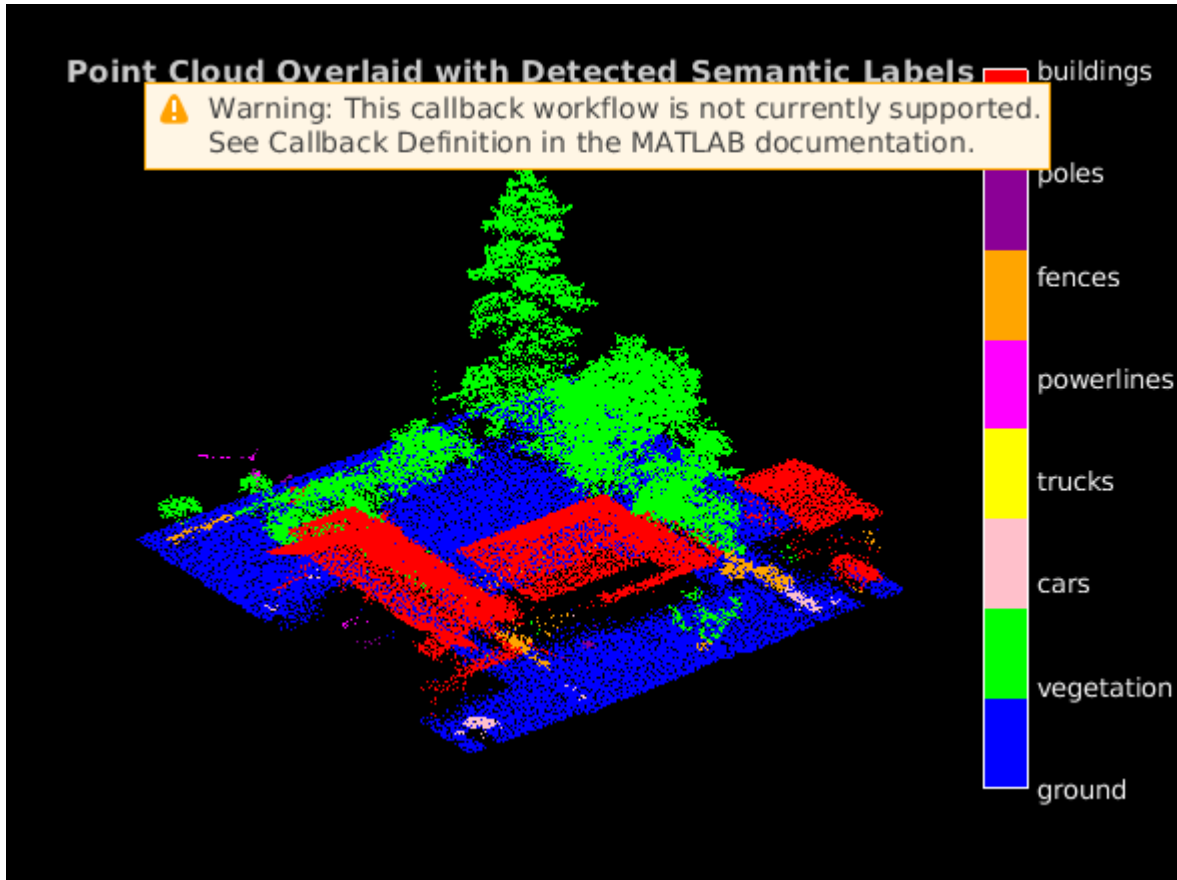 Point Cloud Overlaid with Detected Semantic Labels
Warning: This callback workflow is not currently supported.
See Callback Definition in the MATLAB documentation.
buildings
poles
fences
powerlines
trucks
cars
vegetation
ground